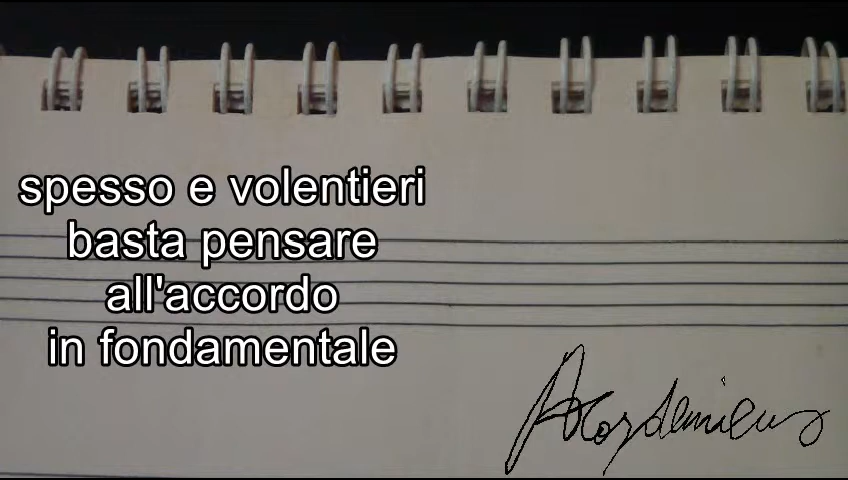 spesso e volentieri
basta pensare
all'accordo
in fondamentale